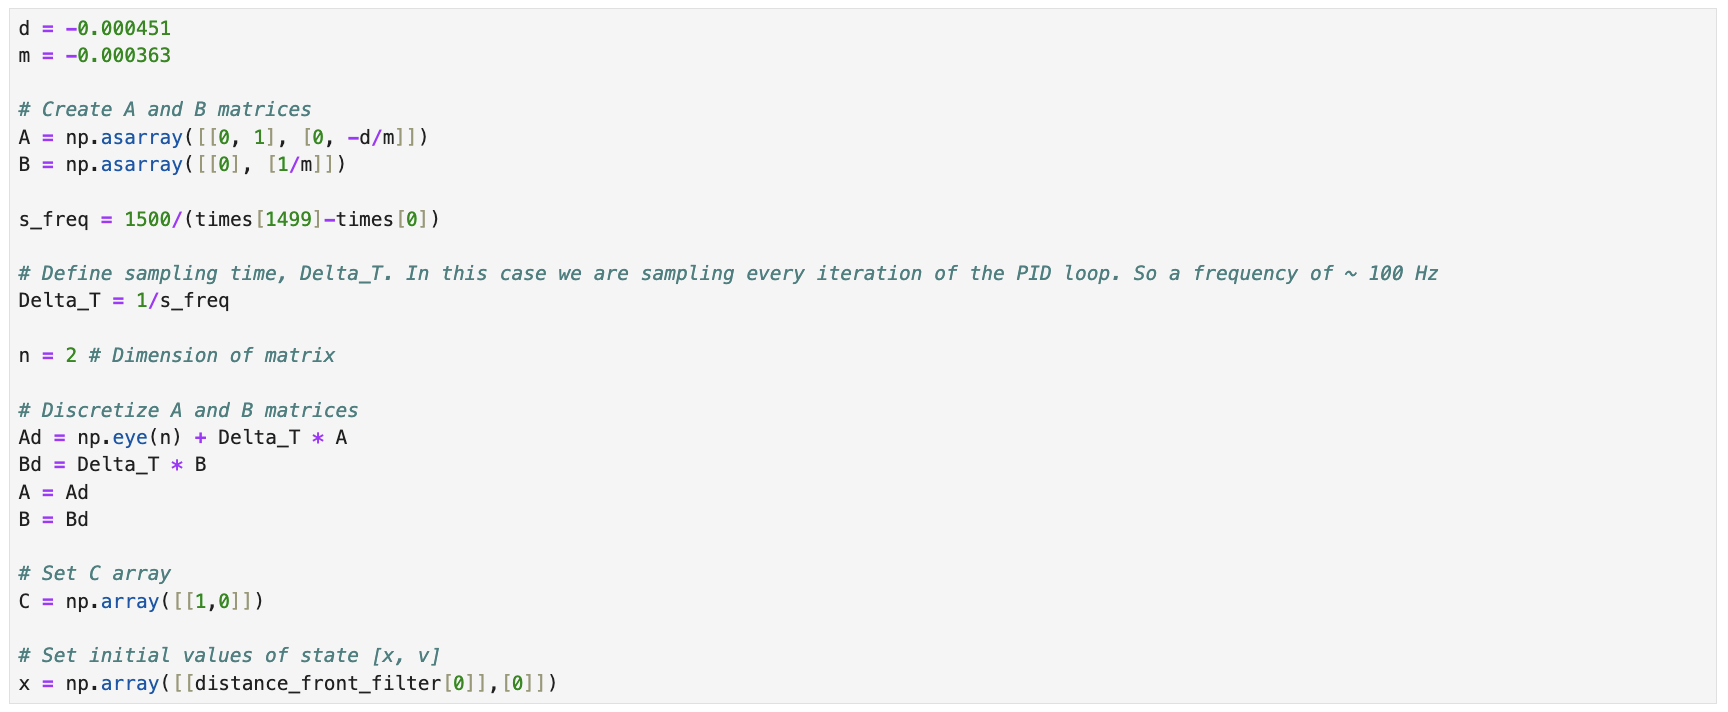 d = -0.000451
m = -0.000363
# Create A and B matrices
A = np.asarray([[0, 1], [0, -d/m]])
B = np.asarray([[0], [1/m]])
s_freq = 1500/(times[1499]-times[0])
# Define sampling time, Delta_T. In this case we are sampling every iteration of the PID loop. So a frequency of ~ 100 Hz
Delta_T = 1/s_freq
n = 2 # Dimension of matrix
# Discretize A and B matrices
Ad = np.eye(n) + Delta_T * A
Bd = Delta_T * B
A = Ad
B = Bd
# Set C array
C = np.array([[1,0]])
# Set initial values of state [x, v]
x = np.array([[distance_front_filter[0]],[0]])